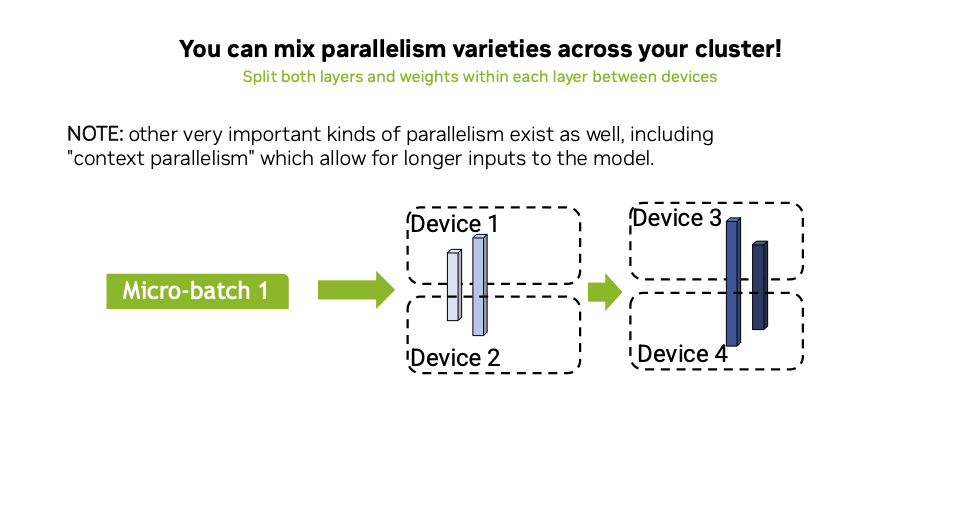 You can mix parallelism varieties across your cluster!
Split both layers and weights within each layer between devices
NOTE: other very important kinds of parallelism exist as well, including
"context parallelism" which allow for longer inputs to the model.
Device 1
Device 3
Micro-batch 1
Device 2
Device 4